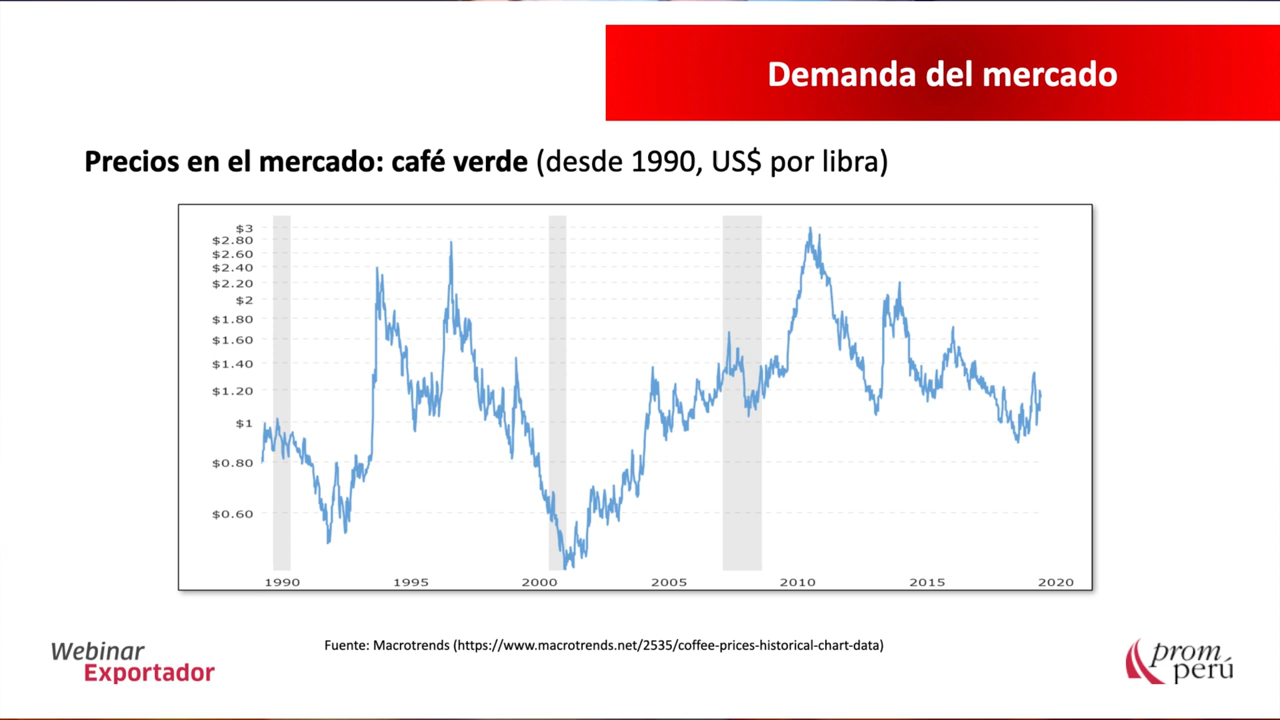 Demanda del mercado
Precios en el mercado: café verde (desde 1990, US$ por libra)
$3
$2.80
$2.60
$2.40
$2.20
$2
$1.80
$1.60
$1.40
$1.20
$1
$0.80
$0.60
1990 1995 2000 2005 2010 2015 2020
Fuente: Macrotrends (https://www.macrotrends.net/2535/coffee-prices-historical-chart-data)
Webinar
Exportador
prom
perú